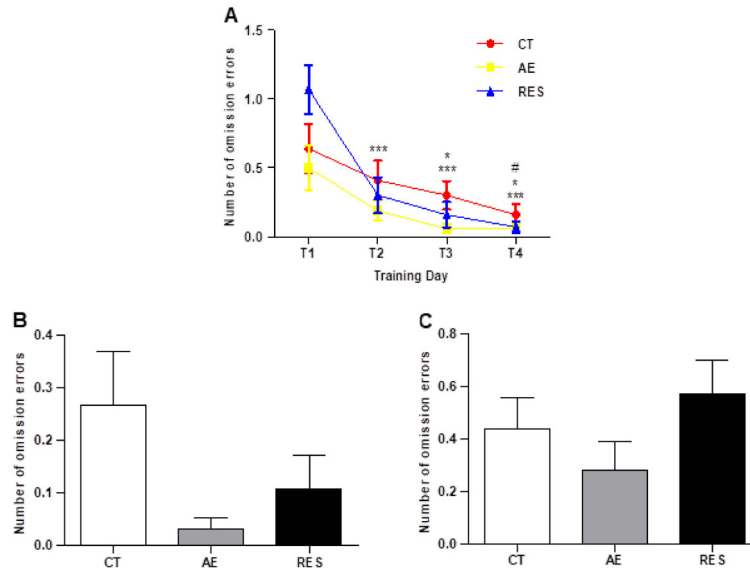 A
Number of omission errors
1.5
1.0
0.5
0.0
CT
AE
RES
***
*
***
#
*
***
T1 T2 T3 T4
Training Day
B
Number of omission errors
0.4
0.3
0.2
0.1
0.0
CT AE RES
C
Number of omission errors
0.8
0.6
0.4
0.2
0.0
CT AE RES